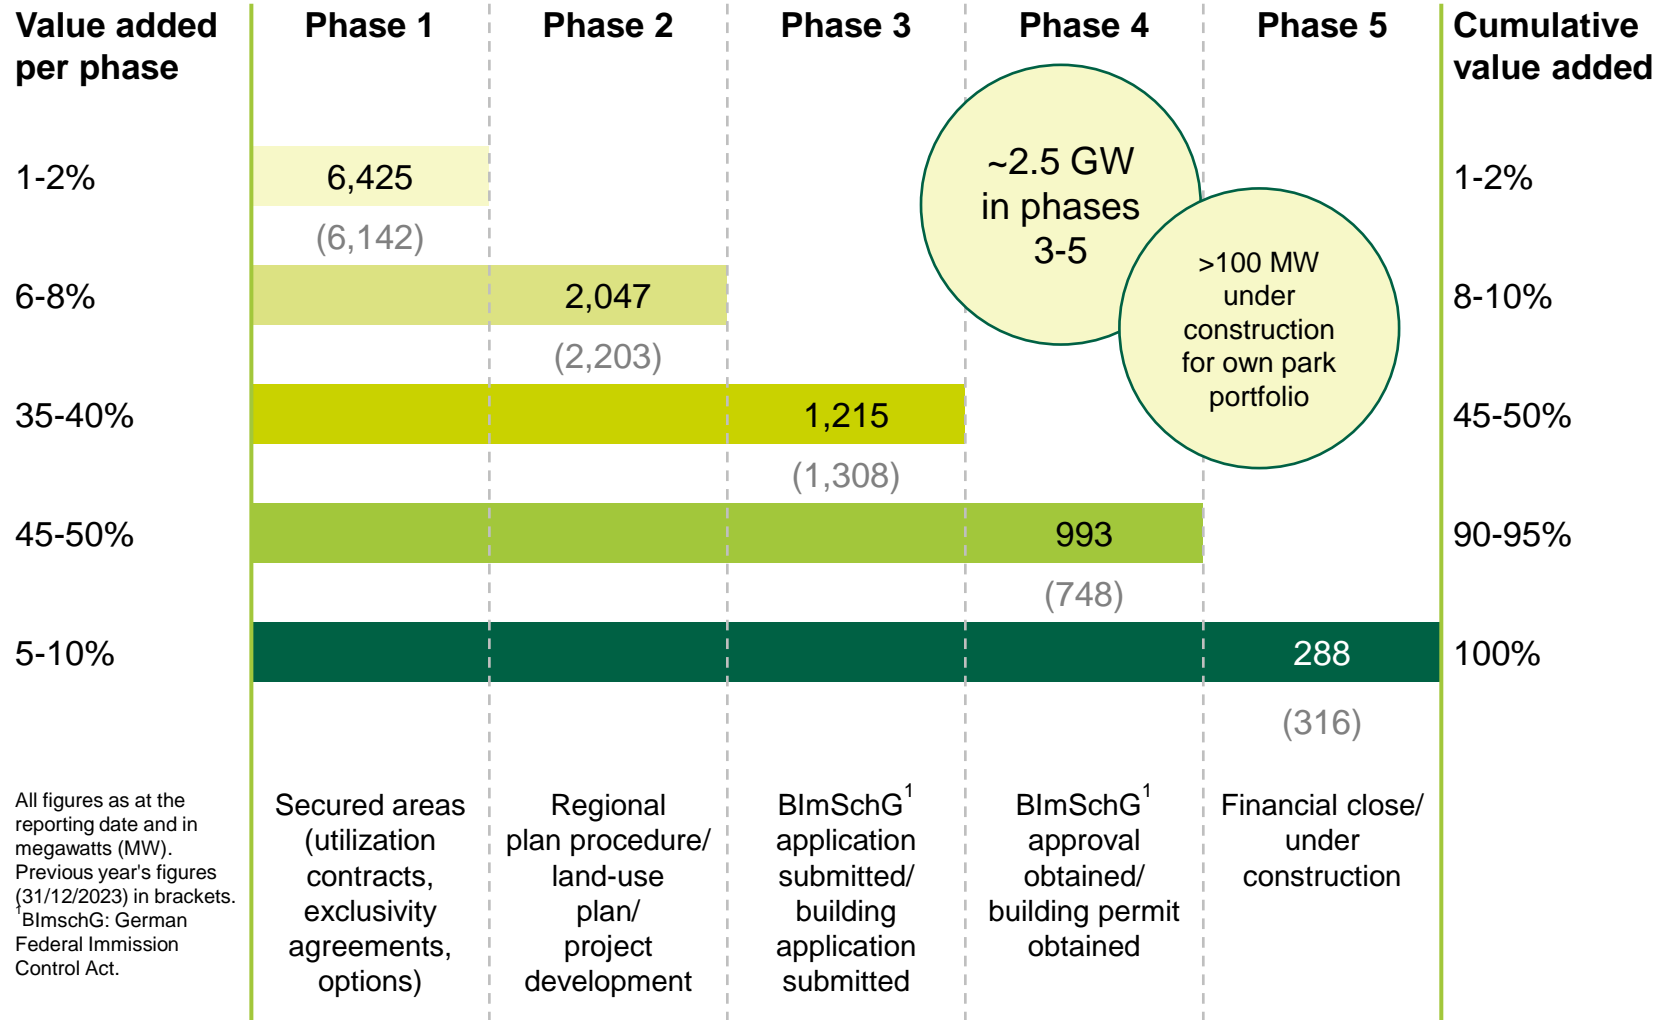 Value added
per phase
Phase 1
Phase 2
Phase 3
Phase 4
Phase 5
Cumulative
value added
1-2%
6,425
(6,142)
1-2%
~2.5 GW
in phases
3-5
>100 MW
under
construction
for own park
portfolio
6-8%
2,047
(2,203)
8-10%
35-40%
1,215
(1,308)
45-50%
45-50%
993
(748)
90-95%
5-10%
288
(316)
100%
All figures as at the
reporting date and in
megawatts (MW).
Previous year's figures
(31/12/2023) in brackets.
1BImschG: German
Federal Immission
Control Act.
Secured areas
(utilization
contracts,
exclusivity
agreements,
options)
Regional
plan procedure/
land-use
plan/
project
development
BImSchG1
application
submitted/
building
application
submitted
BImSchG1
approval
obtained/
building permit
obtained
Financial close/
under
construction